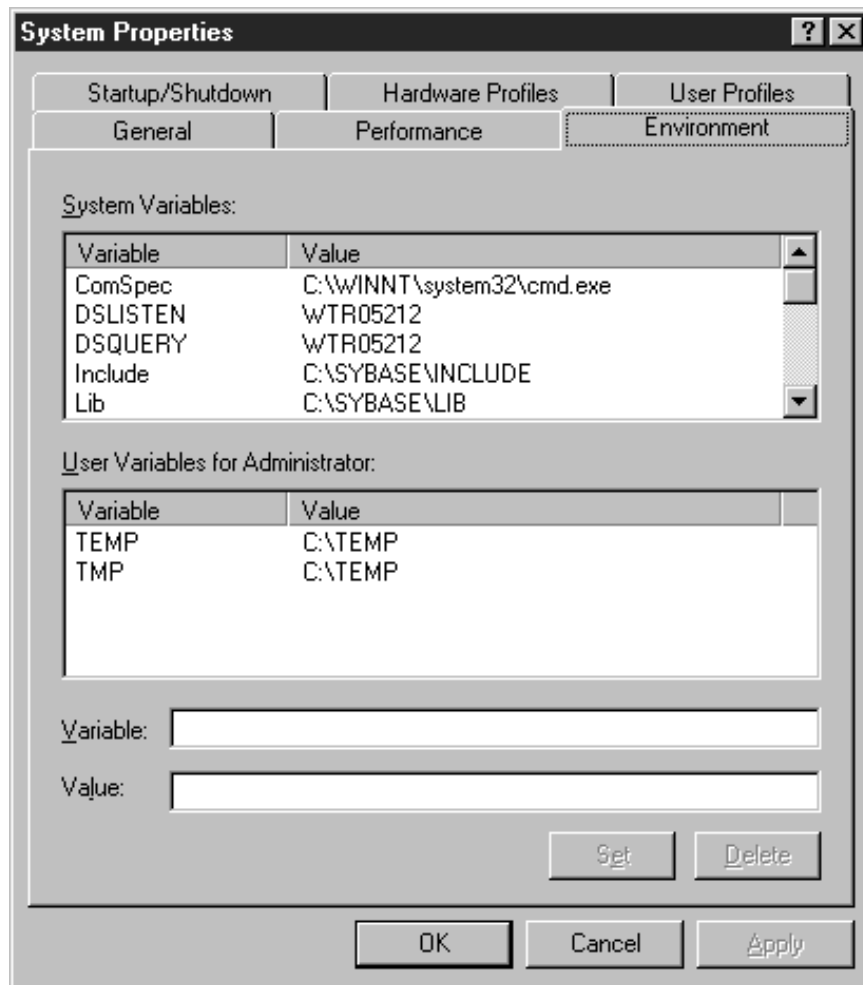 System Properties
Startup/Shutdown Hardware Profiles User Profiles
General Performance Environment
System Variables:
Variable Value
ComSpec C:\WINNT\system32\cmd.exe
DSLISTEN WTR05212
DSQUERY WTR05212
Include C:\SYBASE\INCLUDE
Lib C:\SYBASE\LIB
User Variables for Administrator:
Variable Value
TEMP C:\TEMP
TMP C:\TEMP
Variable:
Value:
Set Delete
OK Cancel Apply